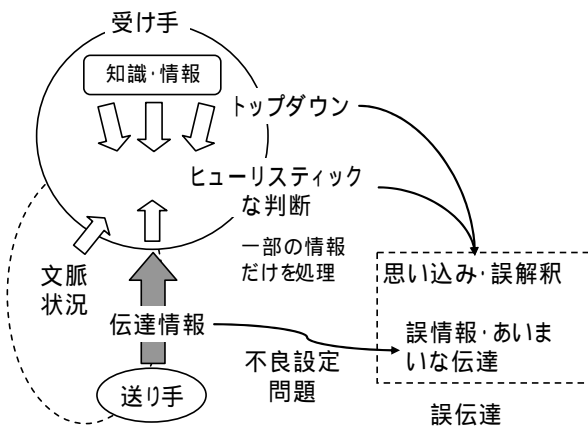 受け手
知識・情報
トップダウン
ヒューリスティック
な判断
一部の情報
だけを処理
文脈
状況
伝達情報
送り手
不良設定
問題
思い込み・誤解釈
誤情報・あいま
いな伝達
誤伝達